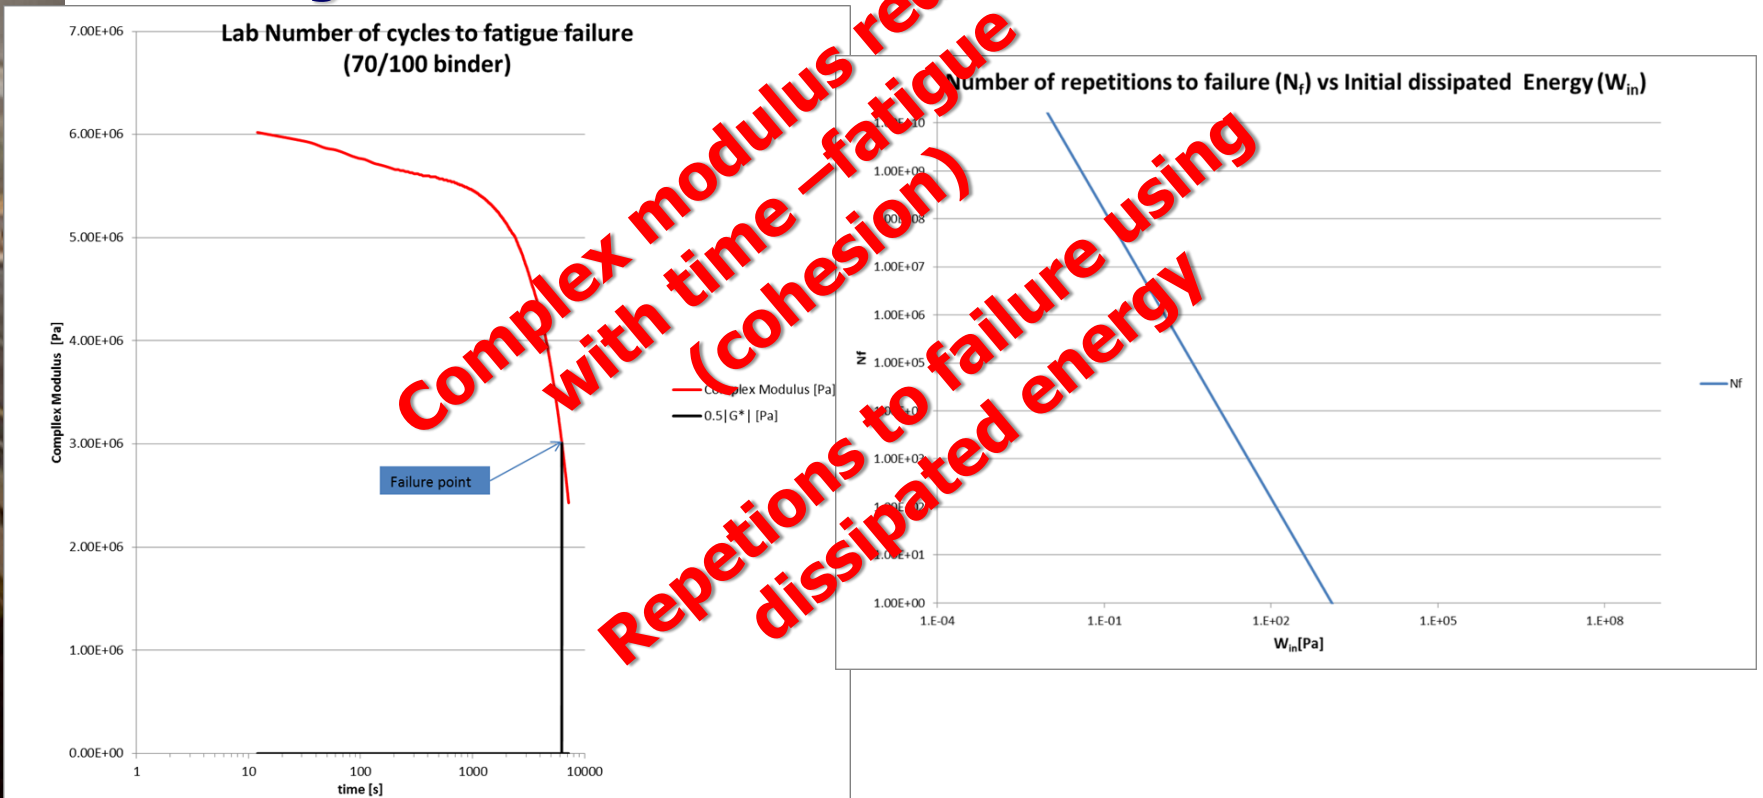 Lab Number of cycles to fatigue failure
(70/100 binder)
7.00E+06
6.00E+06
5.00E+06
4.00E+06
3.00E+06
2.00E+06
1.00E+06
0.00E+00
Compllex Modulus [Pa]
1
10
100
1000
10000
time [s]
Failure point
Complex Modulus [Pa]
0.5|G*| [Pa]
Complex modulus
with time –fatigue
(cohesion)
Number of repetitions to failure (Nf) vs Initial dissipated Energy (Win)
1.00E+09
1.00E+07
1.00E+06
1.00E+05
1.00E+01
1.00E+00
Nf
1.E-04
1.E-01
1.E+02
1.E+05
1.E+08
Win[Pa]
Nf
Repetions to failure using
dissipated energy